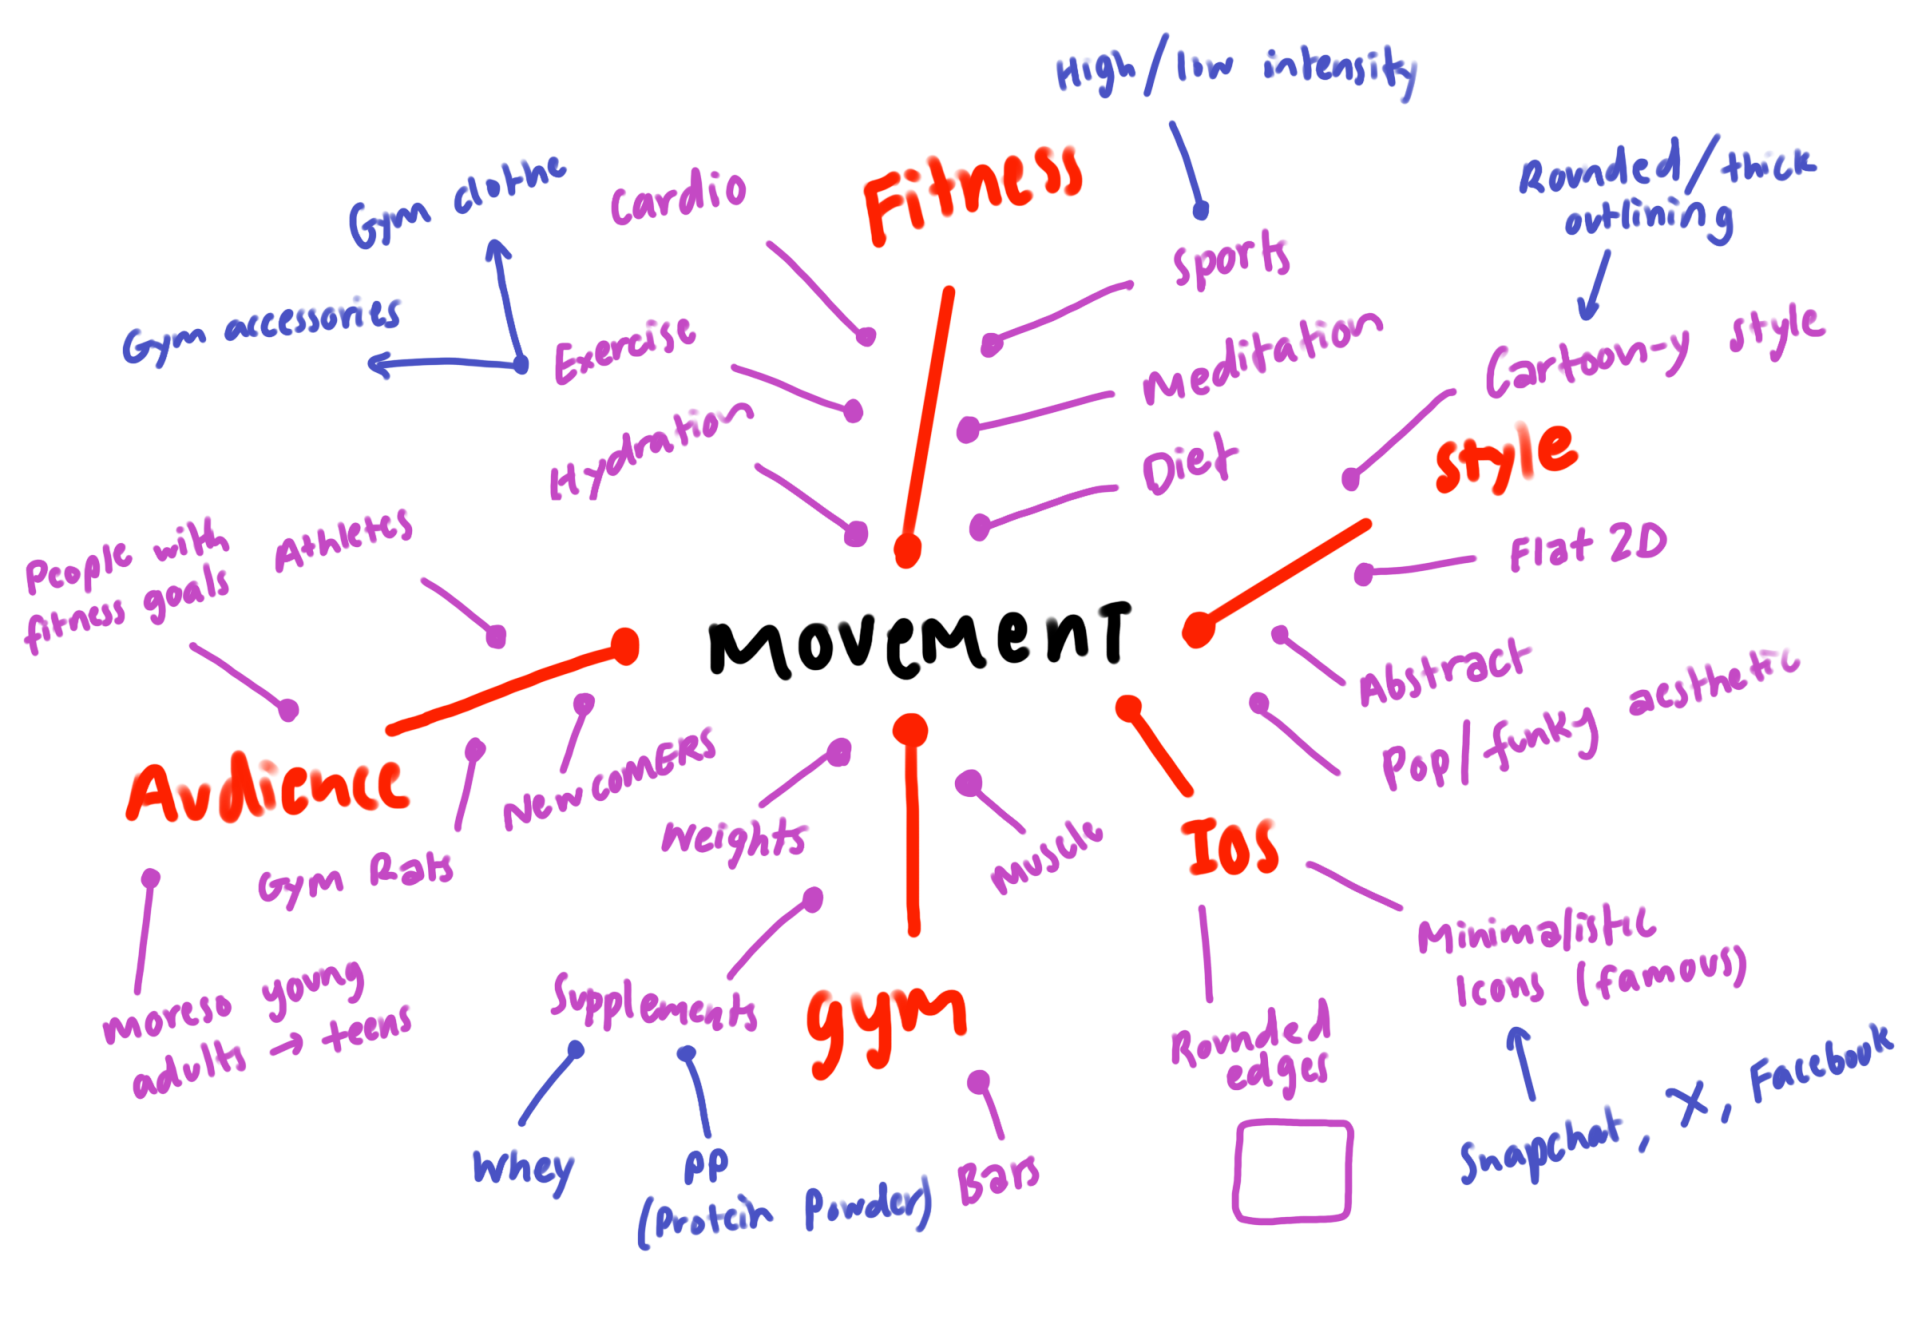 High/low intensity
Fitness
Cardio
Gym clothe
Rounded/thick
outlining
Sports
Gym accessories
Exercise
Meditation
Cartoon-y style
Hydration
Diet
Style
People with
fitness goals
Athletes
Flat 2D
MOVEMENT
Abstract
Pop/funky aesthetic
Audience
NewcomERS
Weights
Muscle
IOS
Gym Rats
Minimalistic
Icons (famous)
moreso young
adults → teens
Supplements
gym
Rounded
edges
Snapchat, X, Facebook
Whey
PP
(Protein Powder)
Bars